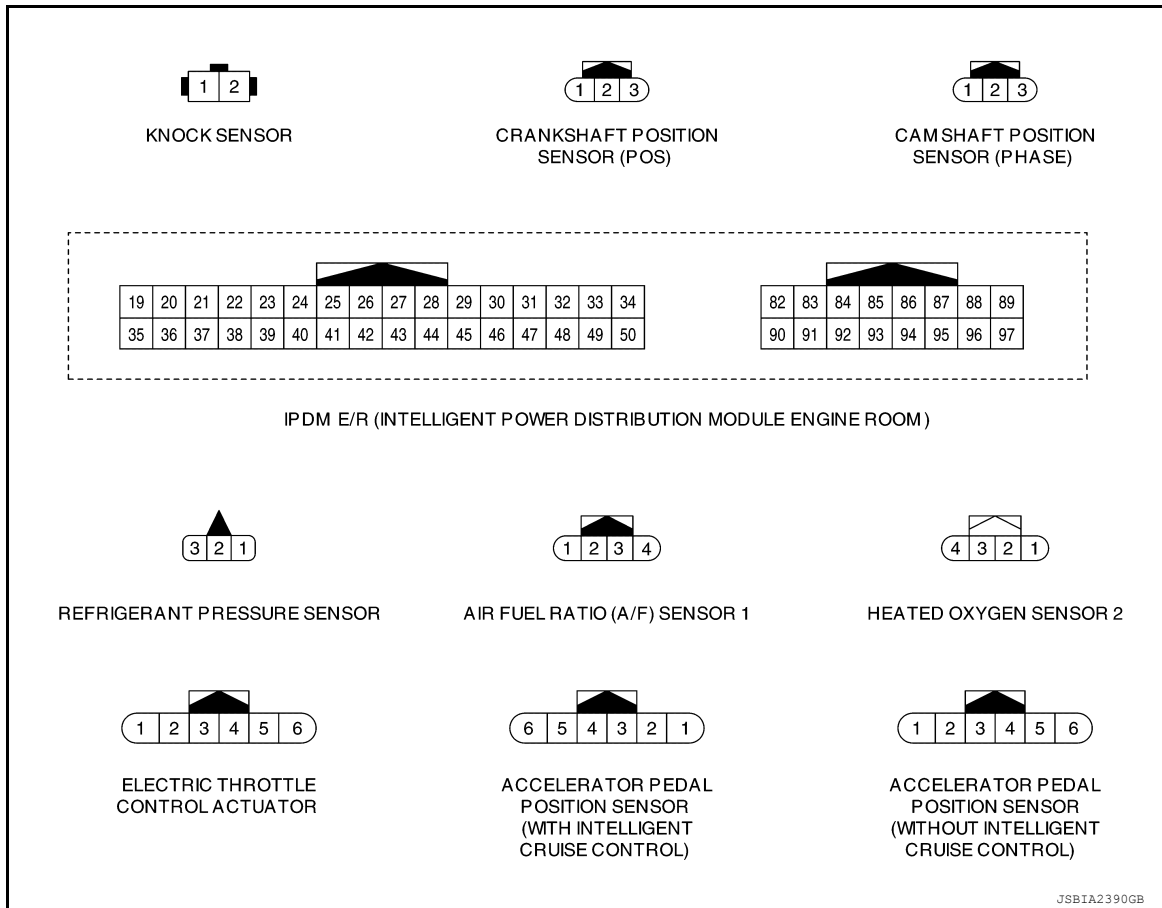 1 2
KNOCK SENSOR
1 2 3
CRANKSHAFT POSITION
SENSOR (POS)
1 2 3
CAMSHAFT POSITION
SENSOR (PHASE)
19 20 21 22 23 24 25 26 27 28 29 30 31 32 33 34
35 36 37 38 39 40 41 42 43 44 45 46 47 48 49 50
82 83 84 85 86 87 88 89
90 91 92 93 94 95 96 97
IPDM E/R (INTELLIGENT POWER DISTRIBUTION MODULE ENGINE ROOM)
3 2 1
REFRIGERANT PRESSURE SENSOR
1 2 3 4
AIR FUEL RATIO (A/F) SENSOR 1
4 3 2 1
HEATED OXYGEN SENSOR 2
1 2 3 4 5 6
ELECTRIC THROTTLE
CONTROL ACTUATOR
6 5 4 3 2 1
ACCELERATOR PEDAL
POSITION SENSOR
(WITH INTELLIGENT
CRUISE CONTROL)
1 2 3 4 5 6
ACCELERATOR PEDAL
POSITION SENSOR
(WITHOUT INTELLIGENT
CRUISE CONTROL)
JSBIA2390GB